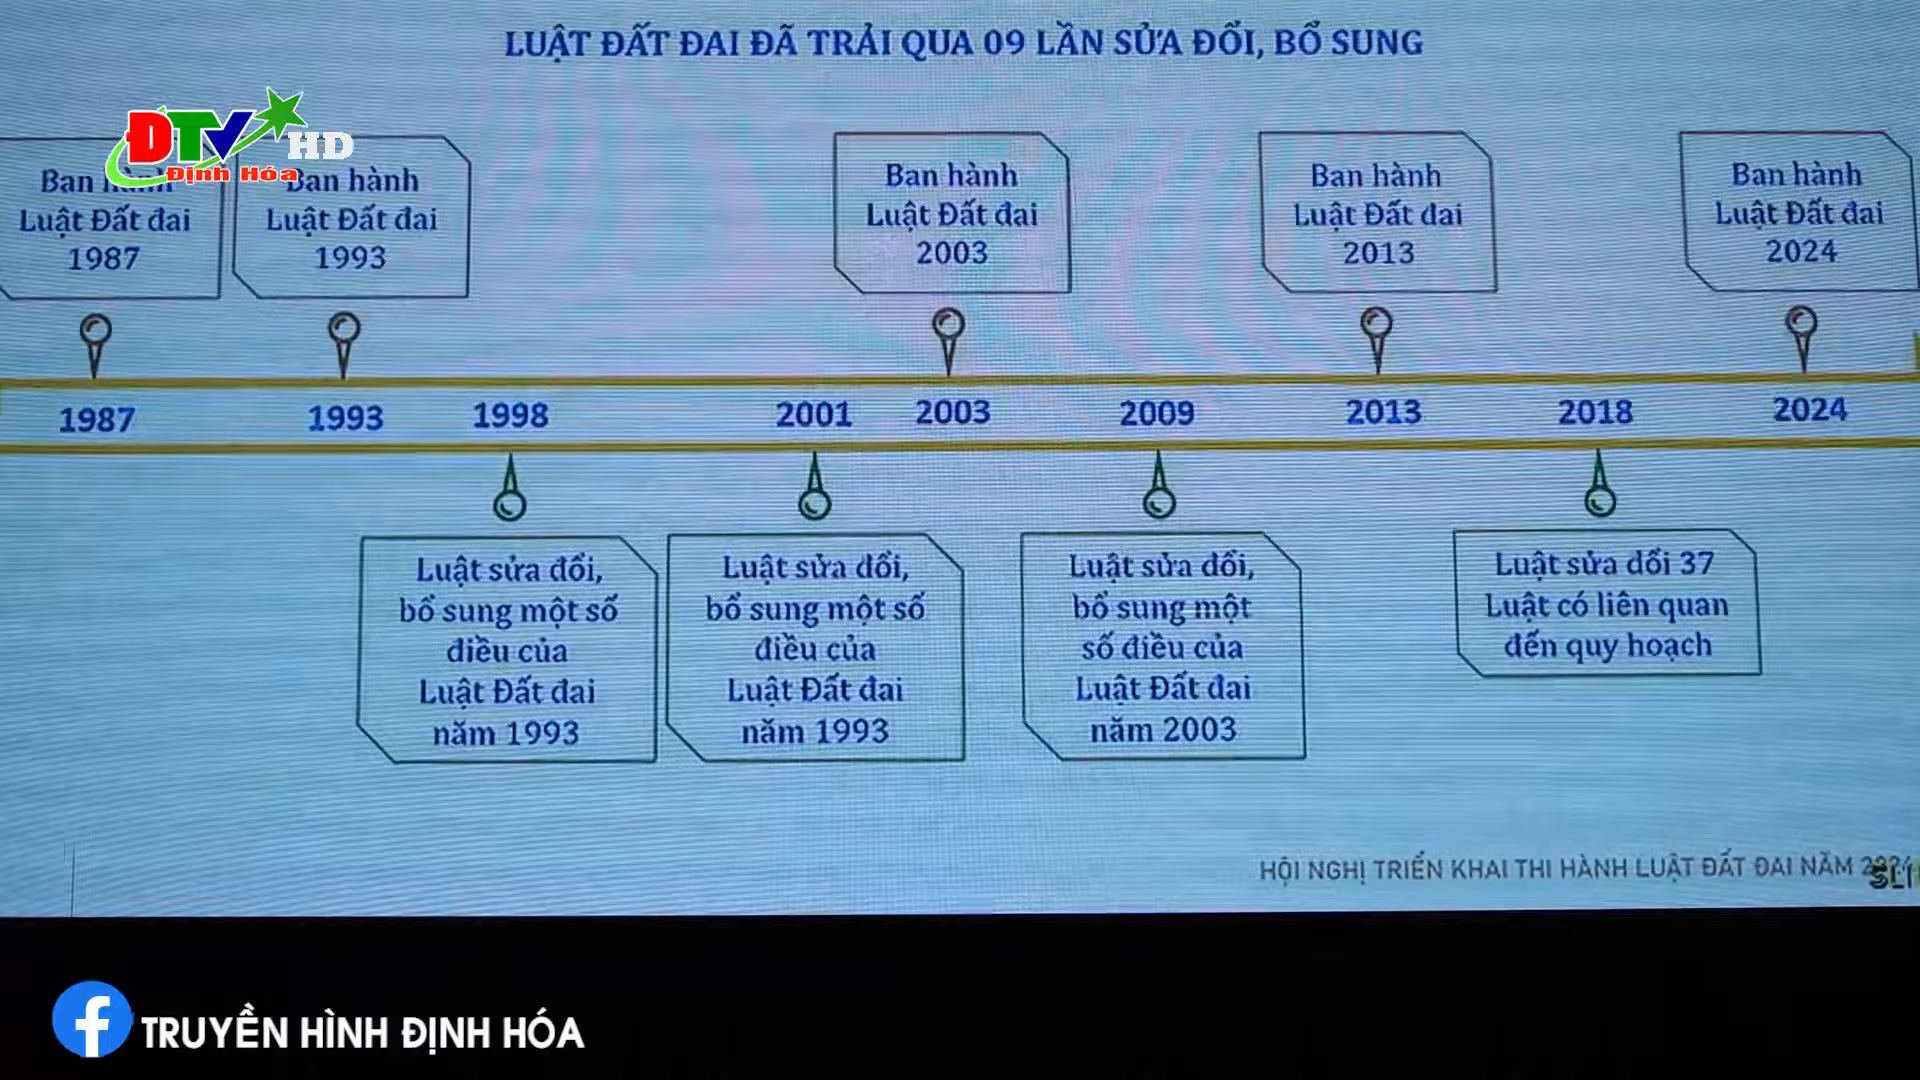 LUẬT ĐẤT ĐAI ĐÃ TRẢI QUA 09 LẦN SỬA ĐỔI, BỔ SUNG
ĐTV HD
Định Hóa
Ban hành
Luật Đất đai
1987
Ban hành
Luật Đất đai
1993
Ban hành
Luật Đất đai
2003
Ban hành
Luật Đất đai
2013
Ban hành
Luật Đất đai
2024
1987 1993 1998 2001 2003 2009 2013 2018 2024
Luật sửa đổi,
bổ sung một số
điều của
Luật Đất đai
năm 1993
Luật sửa đổi,
bổ sung một số
điều của
Luật Đất đai
năm 1993
Luật sửa đổi,
bổ sung một
số điều của
Luật Đất đai
năm 2003
Luật sửa dổi 37
Luật có liên quan
đến quy hoạch
HỘI NGHỊ TRIỂN KHAI THI HÀNH LUẬT ĐẤT ĐAI NĂM
TRUYỀN HÌNH ĐỊNH HÓA